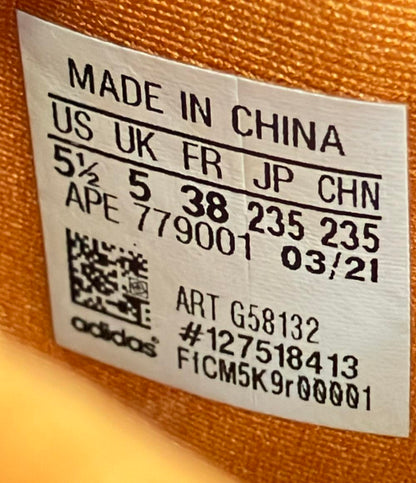 MADE IN CHINA
US UK FR JP CHN
5½ 5 38 235 235
APE 779001 03/21
ART G58132
#127518413
adidas
F1CM5K9r00001